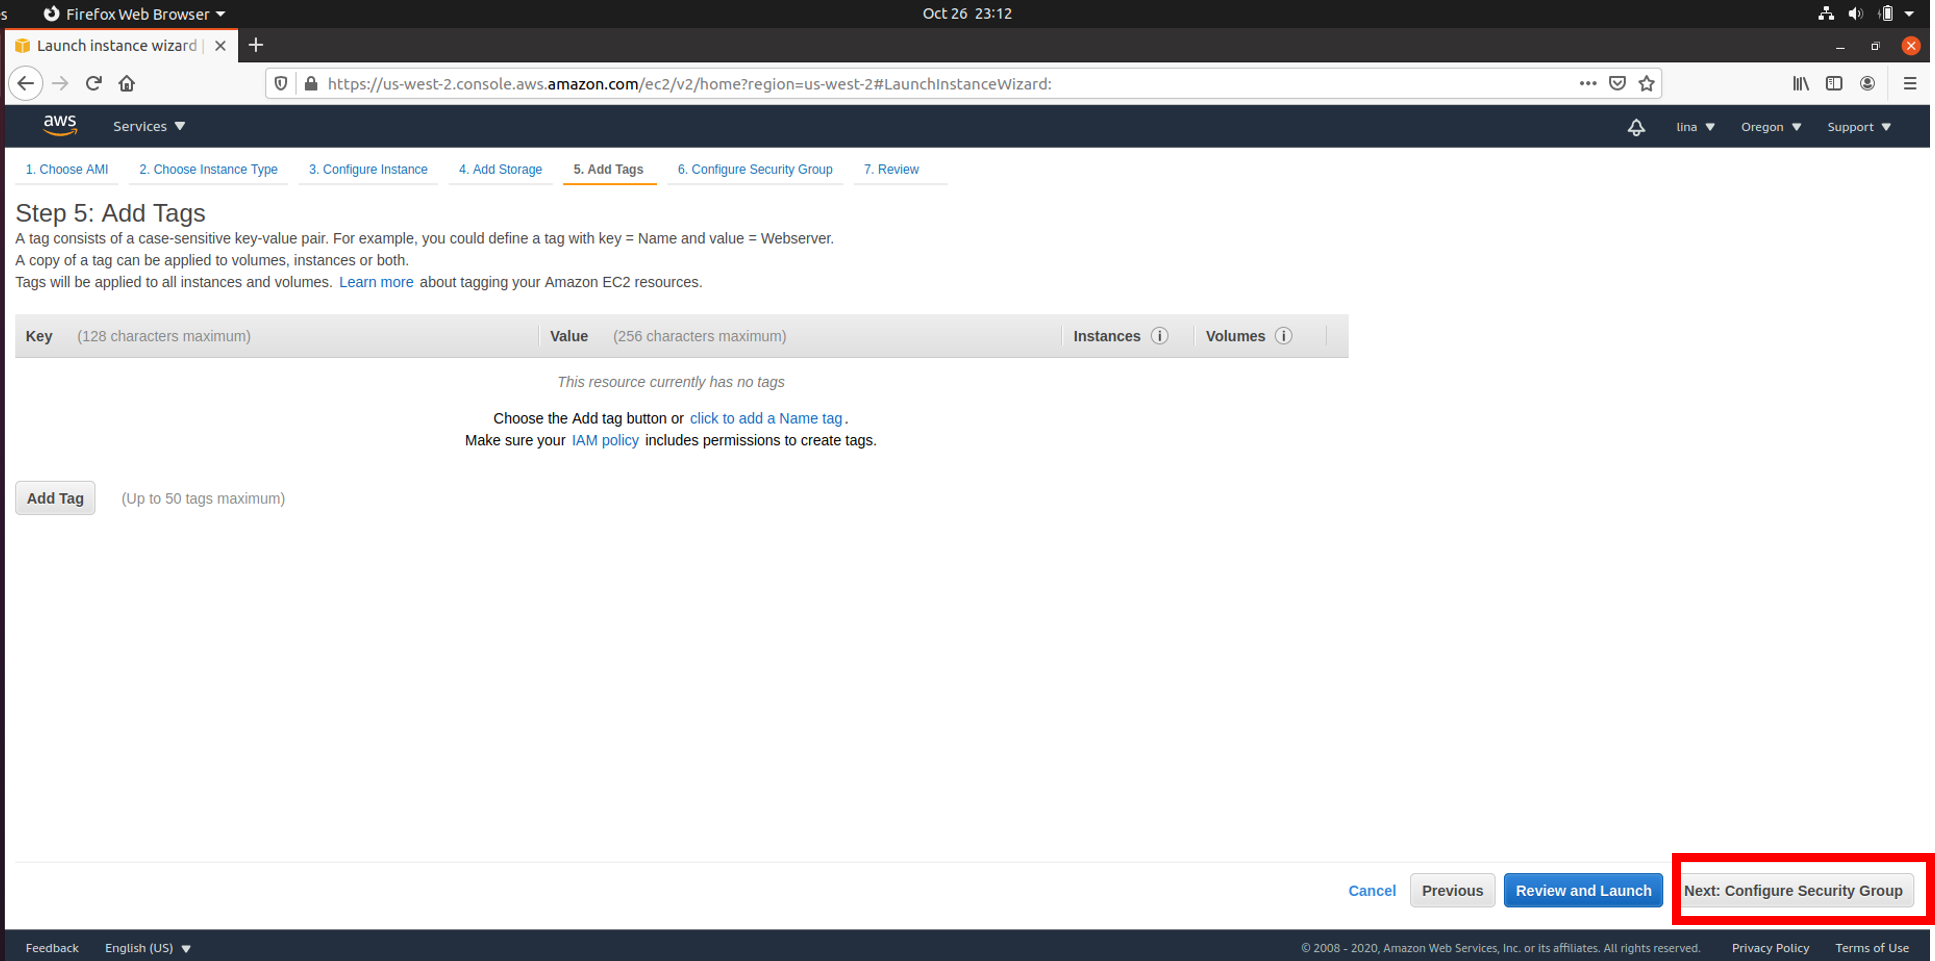 s Firefox Web Browser Oct 26 23:12
Launch instance wizard
https://us-west-2.console.aws.amazon.com/ec2/v2/home?region=us-west-2#LaunchInstanceWizard:
aws Services lina Oregon Support
1. Choose AMI 2. Choose Instance Type 3. Configure Instance 4. Add Storage 5. Add Tags 6. Configure Security Group 7. Review
Step 5: Add Tags
A tag consists of a case-sensitive key-value pair. For example, you could define a tag with key = Name and value = Webserver.
A copy of a tag can be applied to volumes, instances or both.
Tags will be applied to all instances and volumes. Learn more about tagging your Amazon EC2 resources.
Key (128 characters maximum) Value (256 characters maximum) Instances i Volumes i
This resource currently has no tags
Choose the Add tag button or click to add a Name tag.
Make sure your IAM policy includes permissions to create tags.
Add Tag (Up to 50 tags maximum)
Cancel Previous Review and Launch Next: Configure Security Group
Feedback English (US) © 2008 - 2020, Amazon Web Services, Inc. or its affiliates. All rights reserved. Privacy Policy Terms of Use